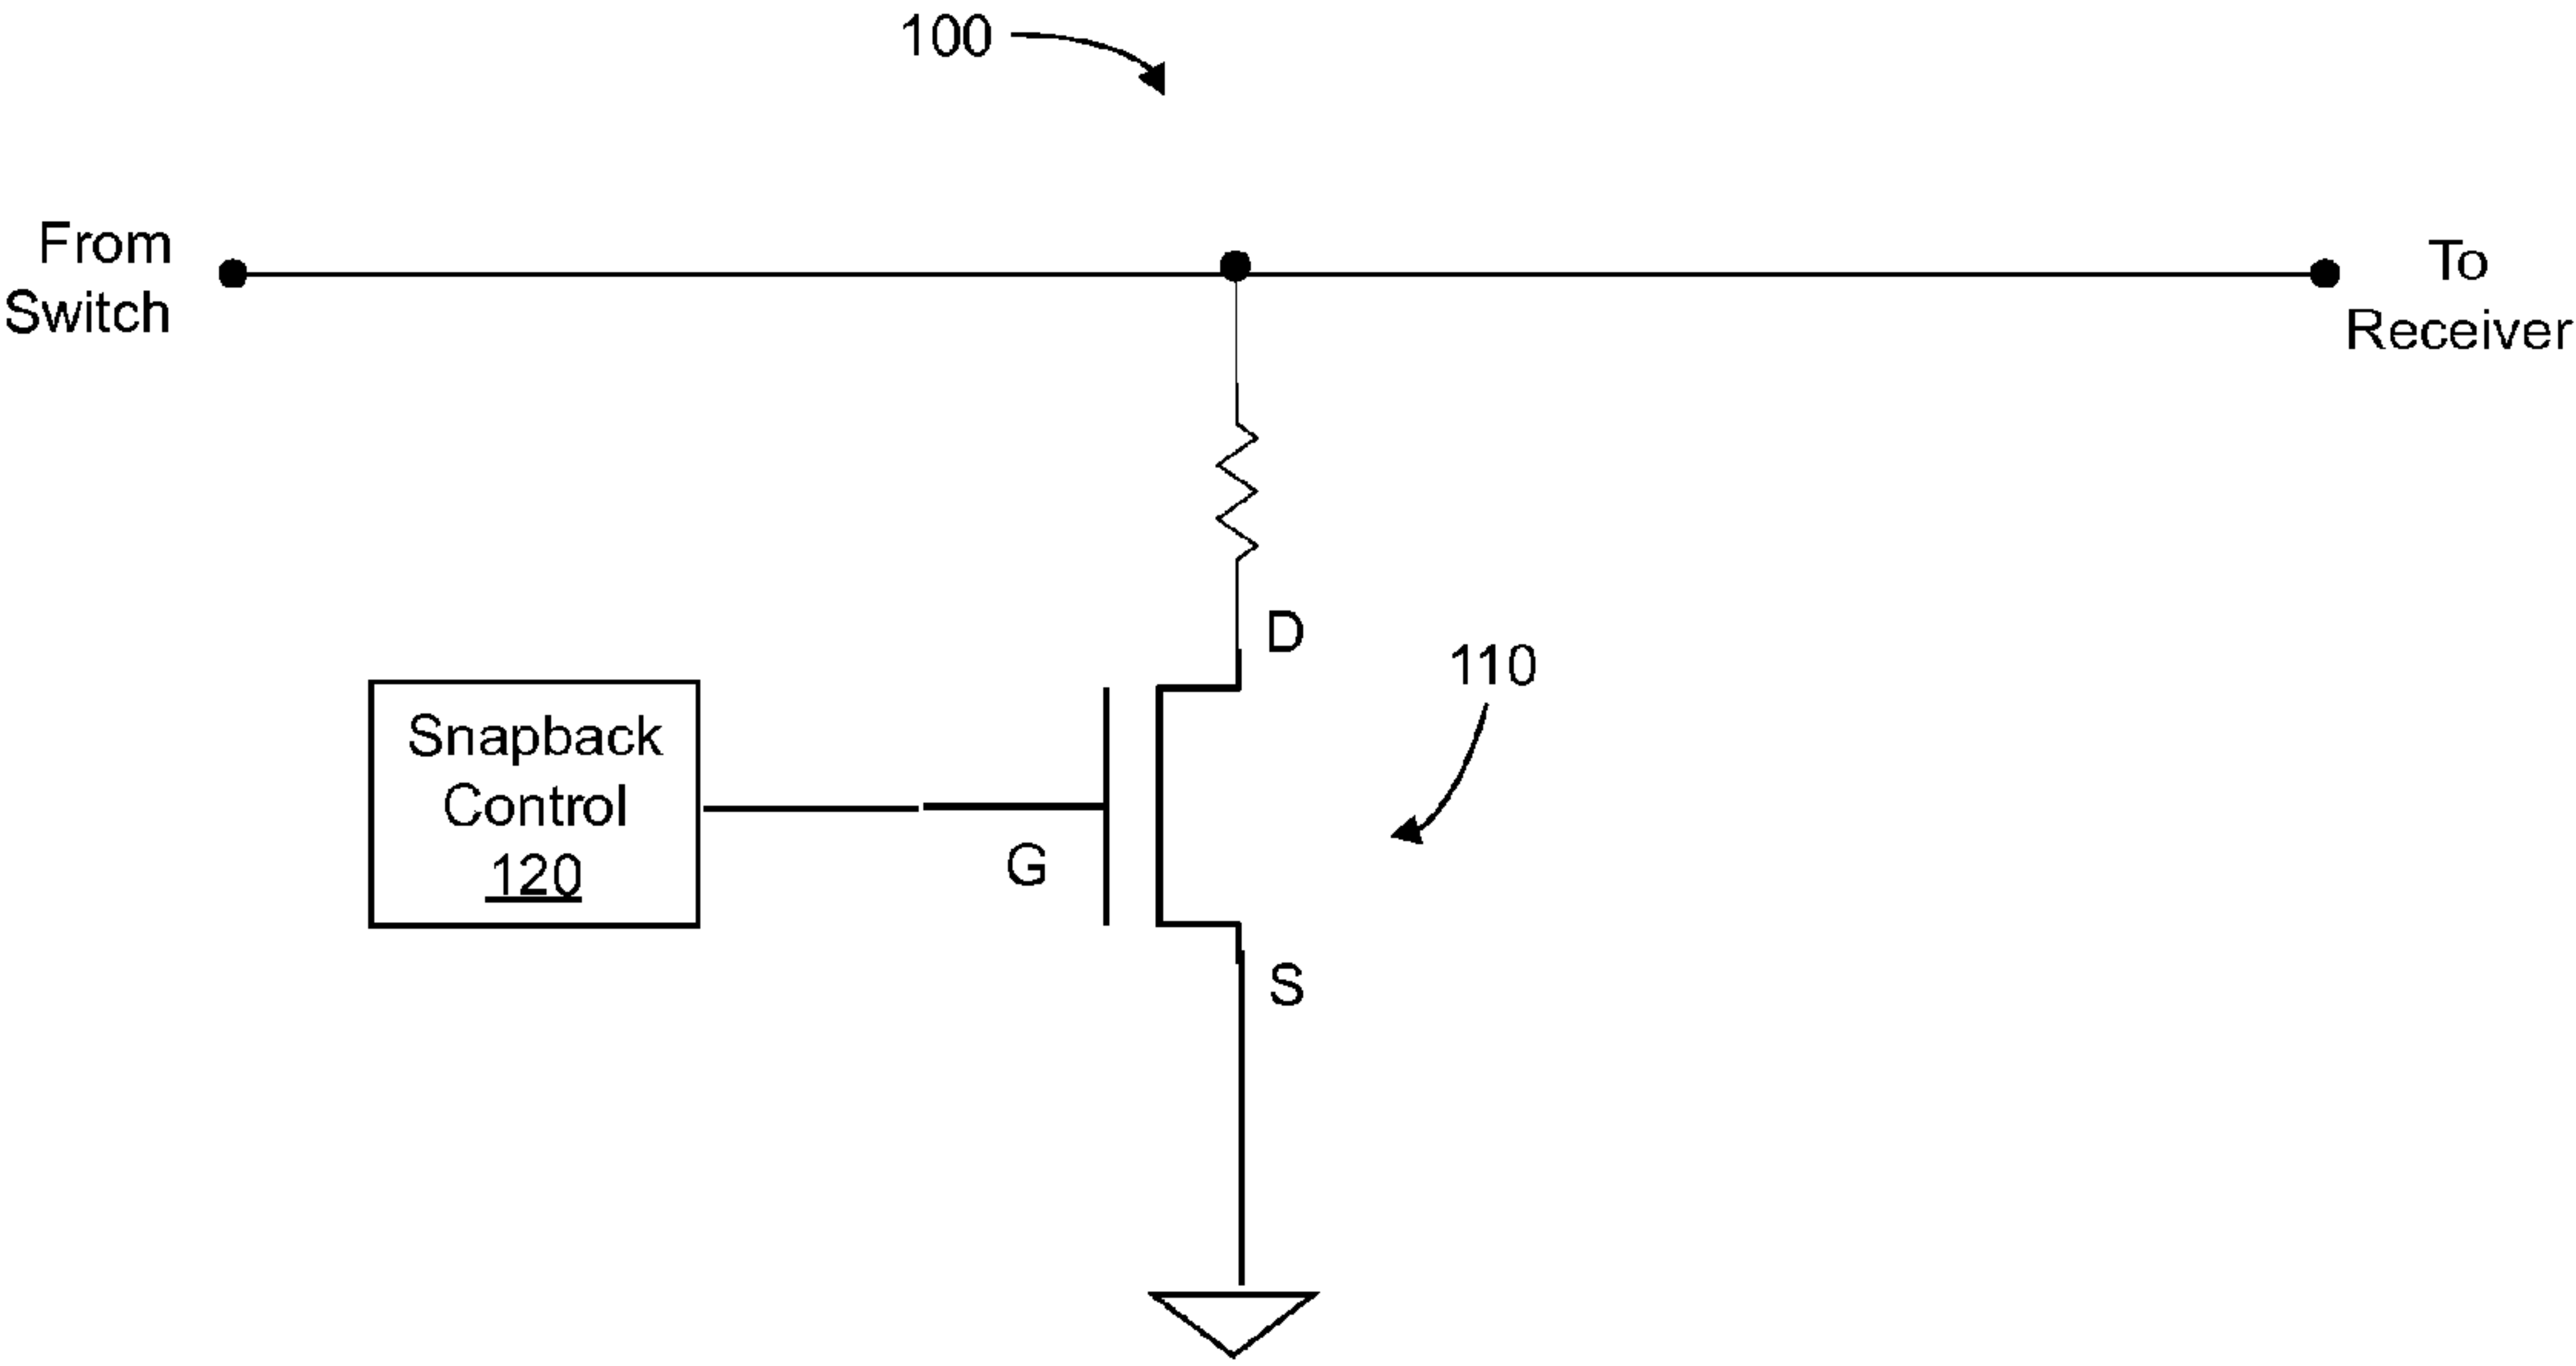 100
From
Switch
To
Receiver
D
110
Snapback
Control
120
G
S